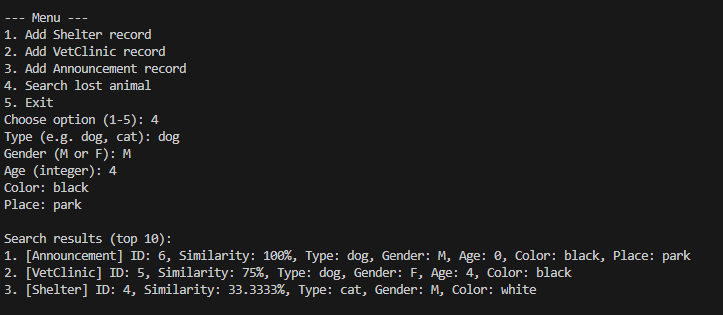 --- Menu ---
1. Add Shelter record
2. Add VetClinic record
3. Add Announcement record
4. Search lost animal
5. Exit
Choose option (1-5): 4
Type (e.g. dog, cat): dog
Gender (M or F): M
Age (integer): 4
Color: black
Place: park
Search results (top 10):
1. [Announcement] ID: 6, Similarity: 100%, Type: dog, Gender: M, Age: 0, Color: black, Place: park
2. [VetClinic] ID: 5, Similarity: 75%, Type: dog, Gender: F, Age: 4, Color: black
3. [Shelter] ID: 4, Similarity: 33.3333%, Type: cat, Gender: M, Color: white